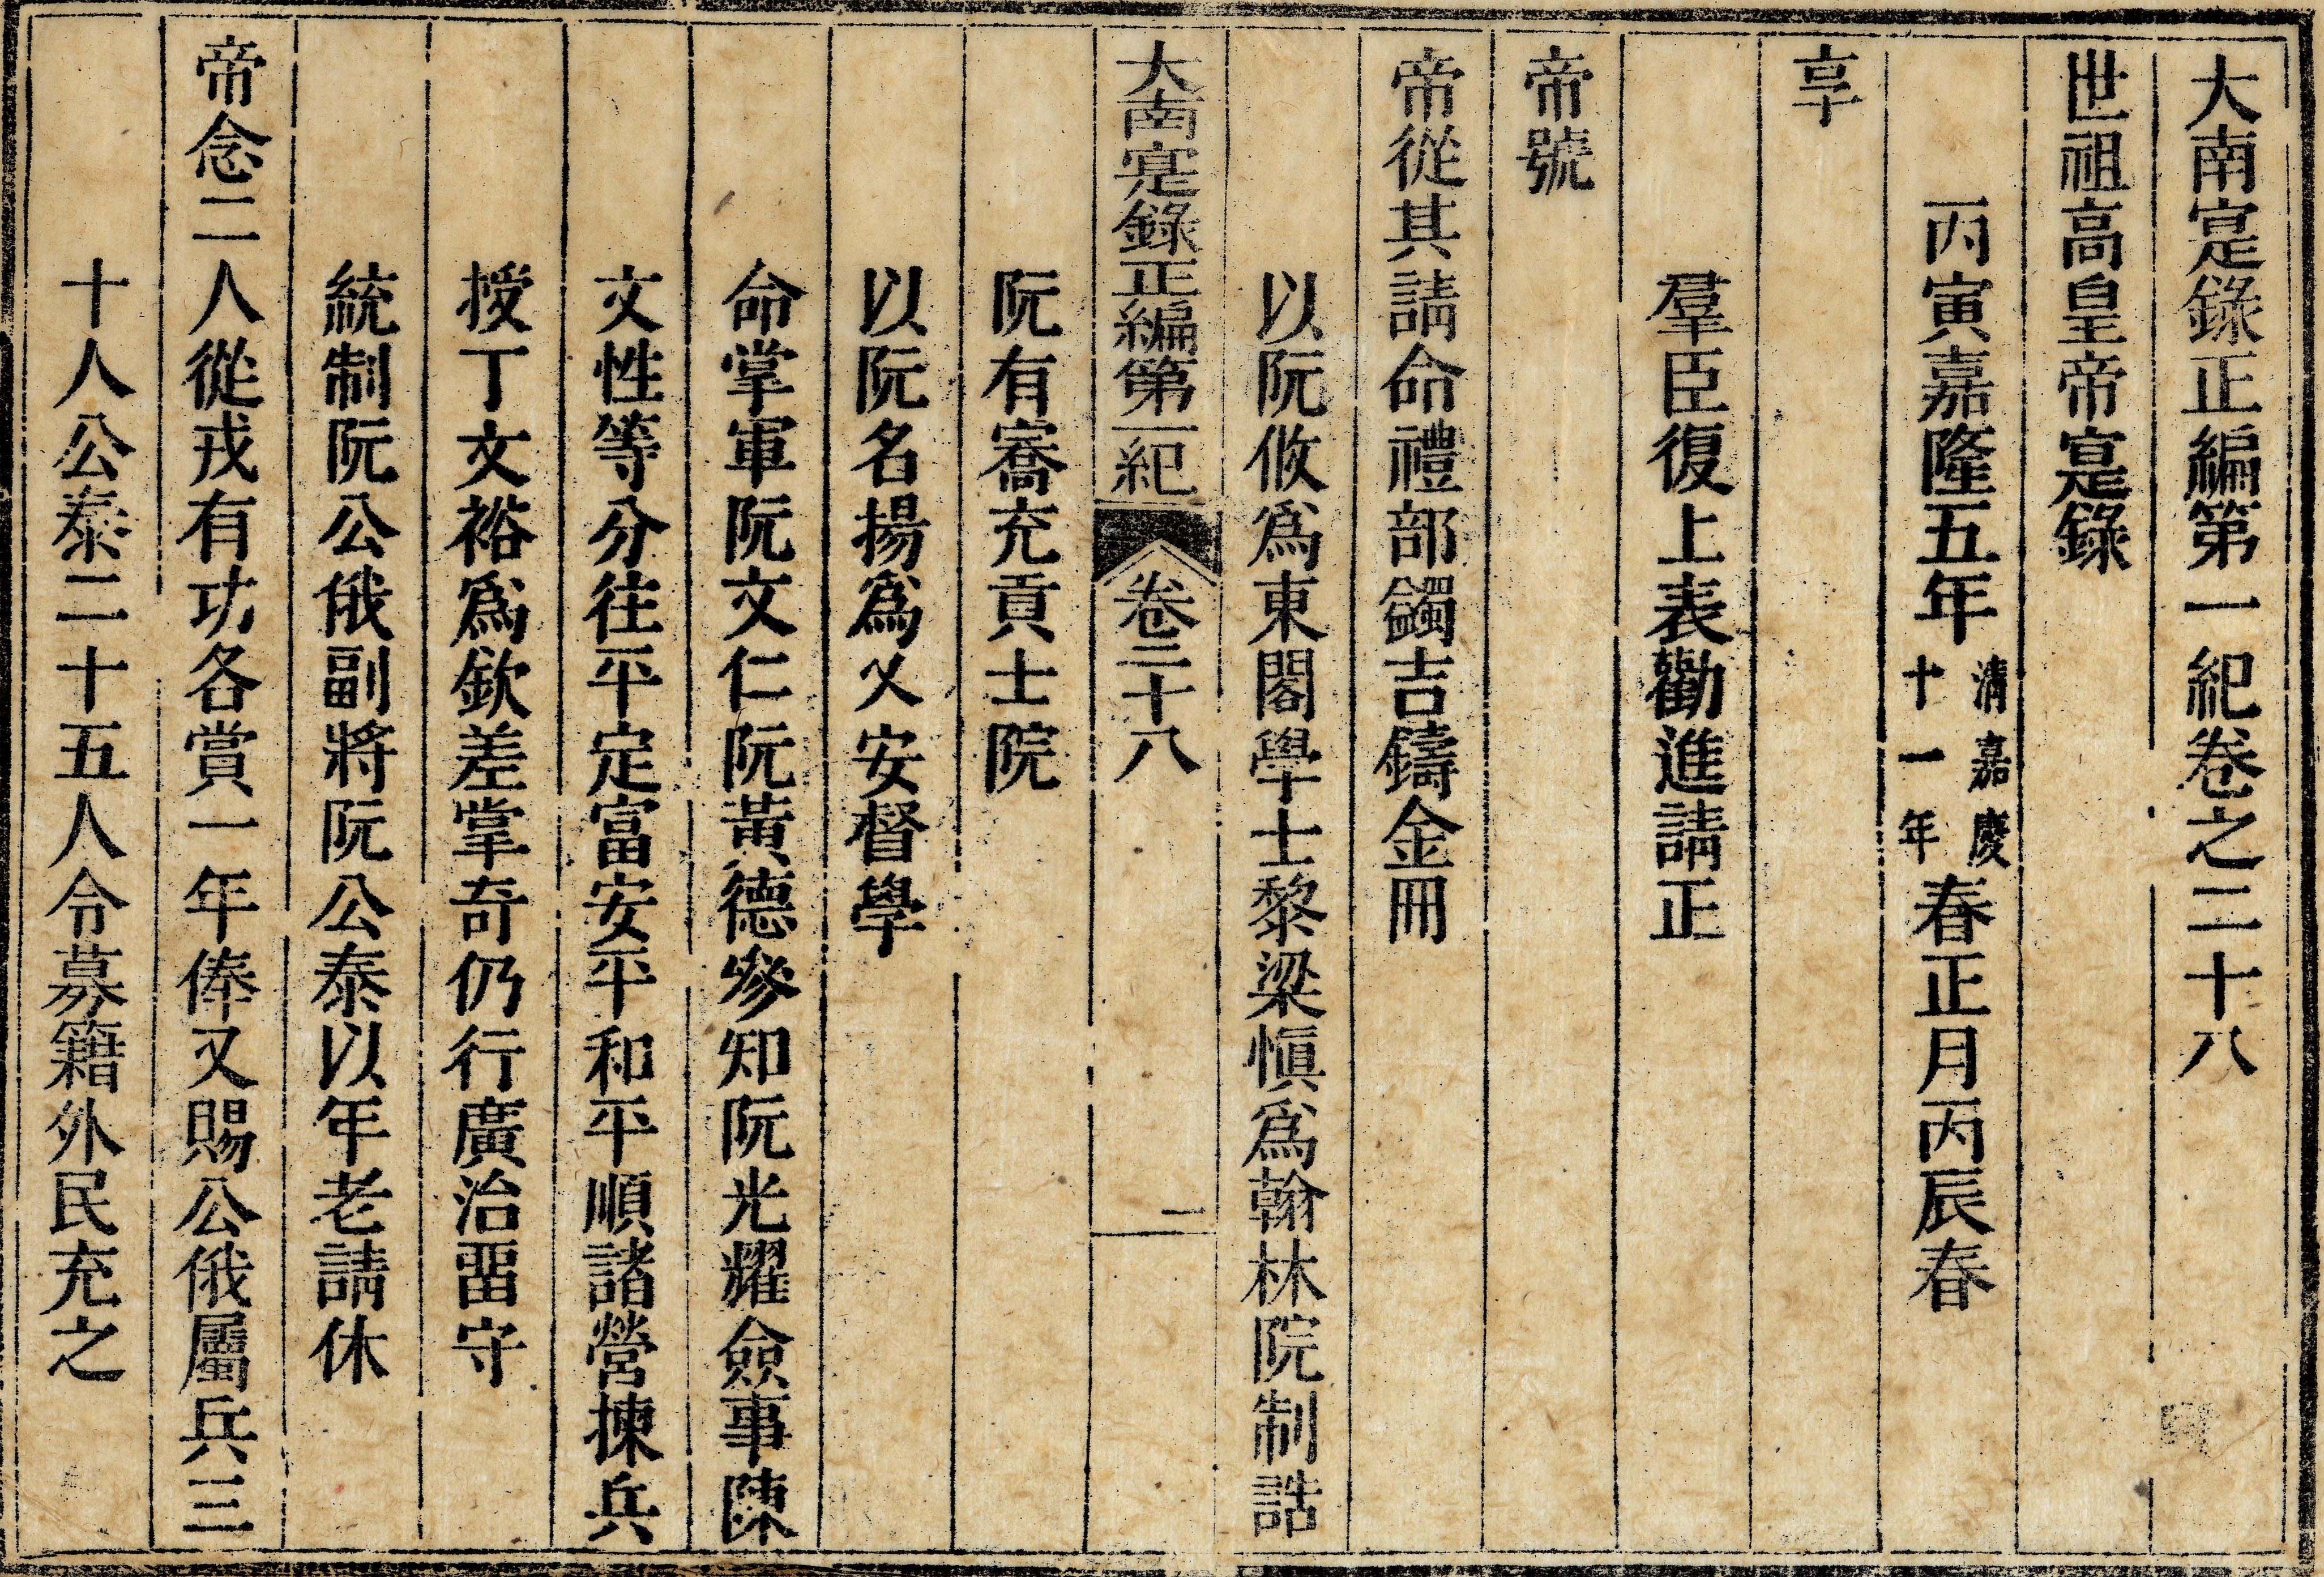 大南寔錄正編第一紀卷之二十八
世祖高皇帝寔錄
丙寅嘉隆五年清嘉慶十一年春正月丙辰春
享
羣臣復上表勸進請正
帝號
帝從其請命禮部蠲吉鑄金冊
以阮攸爲東閣學士黎梁慎爲翰林院制誥
大南寔錄正編第一紀 卷二十八 一
阮有喬充貢士院
以阮名揚爲乂安督學
命掌軍阮文仁阮黃德參知阮光耀僉事陳
文性等分往平定富安平和平順諸營揀兵
授丁文裕爲欽差掌奇仍行廣治畱守
統制阮公俄副將阮公泰以年老請休
帝念二人從戎有功各賞一年俸又賜公俄屬兵三
十人公泰二十五人令募籍外民充之